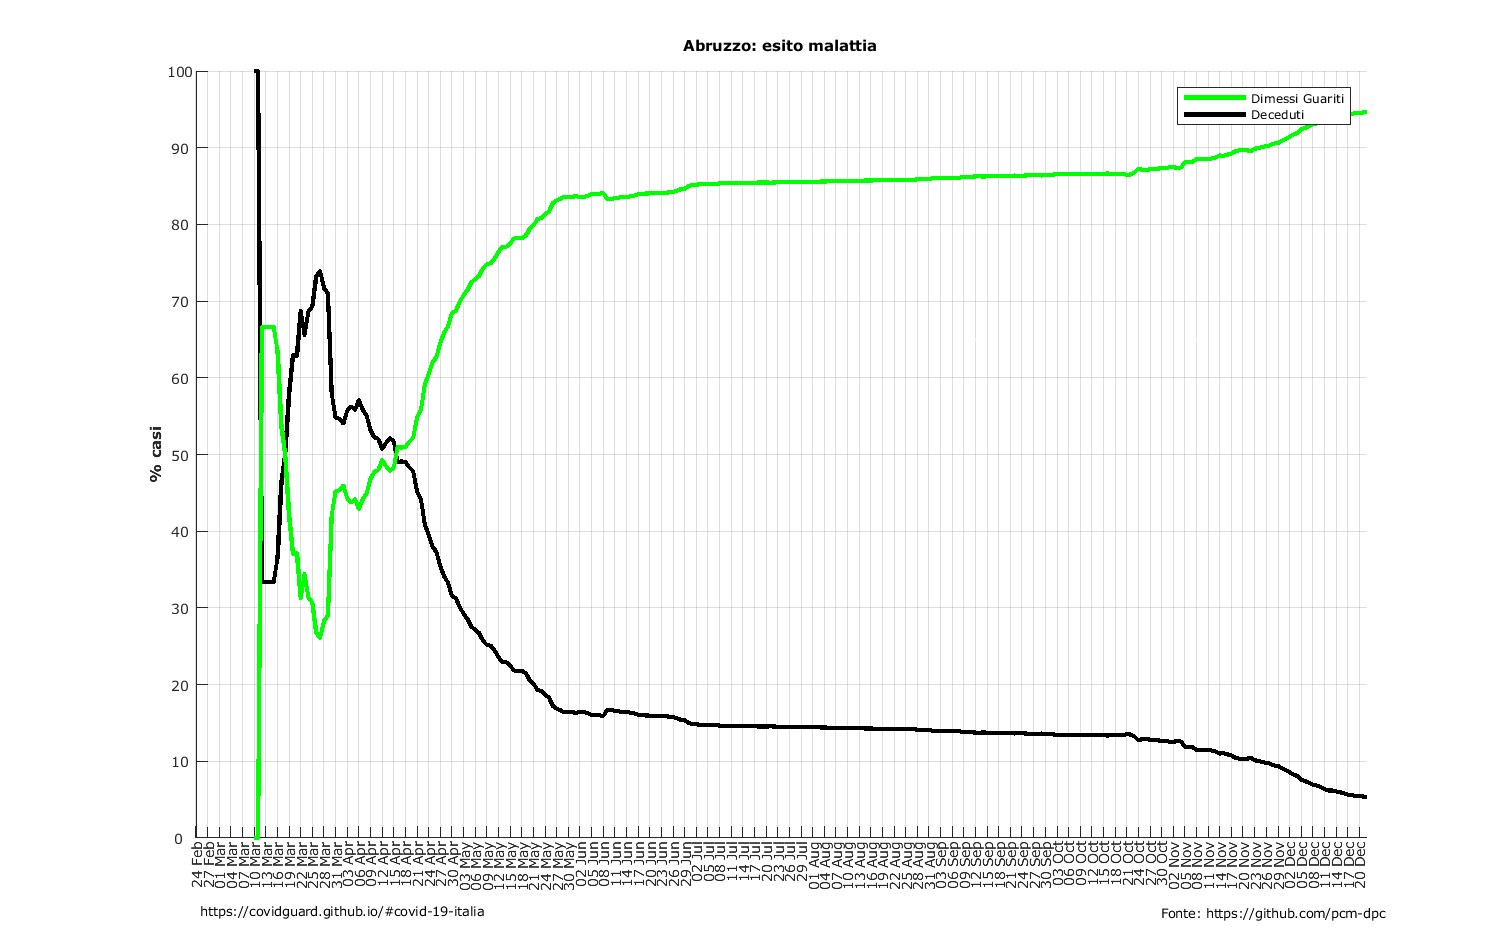 Abruzzo: esito malattia
Dimessi Guariti
Deceduti
% casi
100
90
80
70
60
50
40
30
20
10
0
24 Feb
27 Feb
01 Mar
04 Mar
07 Mar
10 Mar
13 Mar
16 Mar
19 Mar
22 Mar
25 Mar
28 Mar
31 Mar
03 Apr
06 Apr
09 Apr
12 Apr
15 Apr
18 Apr
21 Apr
24 Apr
27 Apr
30 Apr
03 May
06 May
09 May
12 May
15 May
18 May
21 May
24 May
27 May
30 May
02 Jun
05 Jun
08 Jun
11 Jun
14 Jun
17 Jun
20 Jun
23 Jun
26 Jun
29 Jun
02 Jul
05 Jul
08 Jul
11 Jul
14 Jul
17 Jul
20 Jul
23 Jul
26 Jul
29 Jul
01 Aug
04 Aug
07 Aug
10 Aug
13 Aug
16 Aug
19 Aug
22 Aug
25 Aug
28 Aug
31 Aug
03 Sep
06 Sep
09 Sep
12 Sep
15 Sep
18 Sep
21 Sep
24 Sep
27 Sep
30 Sep
03 Oct
06 Oct
09 Oct
12 Oct
15 Oct
18 Oct
21 Oct
24 Oct
27 Oct
30 Oct
02 Nov
05 Nov
08 Nov
11 Nov
14 Nov
17 Nov
20 Nov
23 Nov
26 Nov
29 Nov
02 Dec
05 Dec
08 Dec
11 Dec
14 Dec
17 Dec
20 Dec
https://covidguard.github.io/#covid-19-italia
Fonte: https://github.com/pcm-dpc